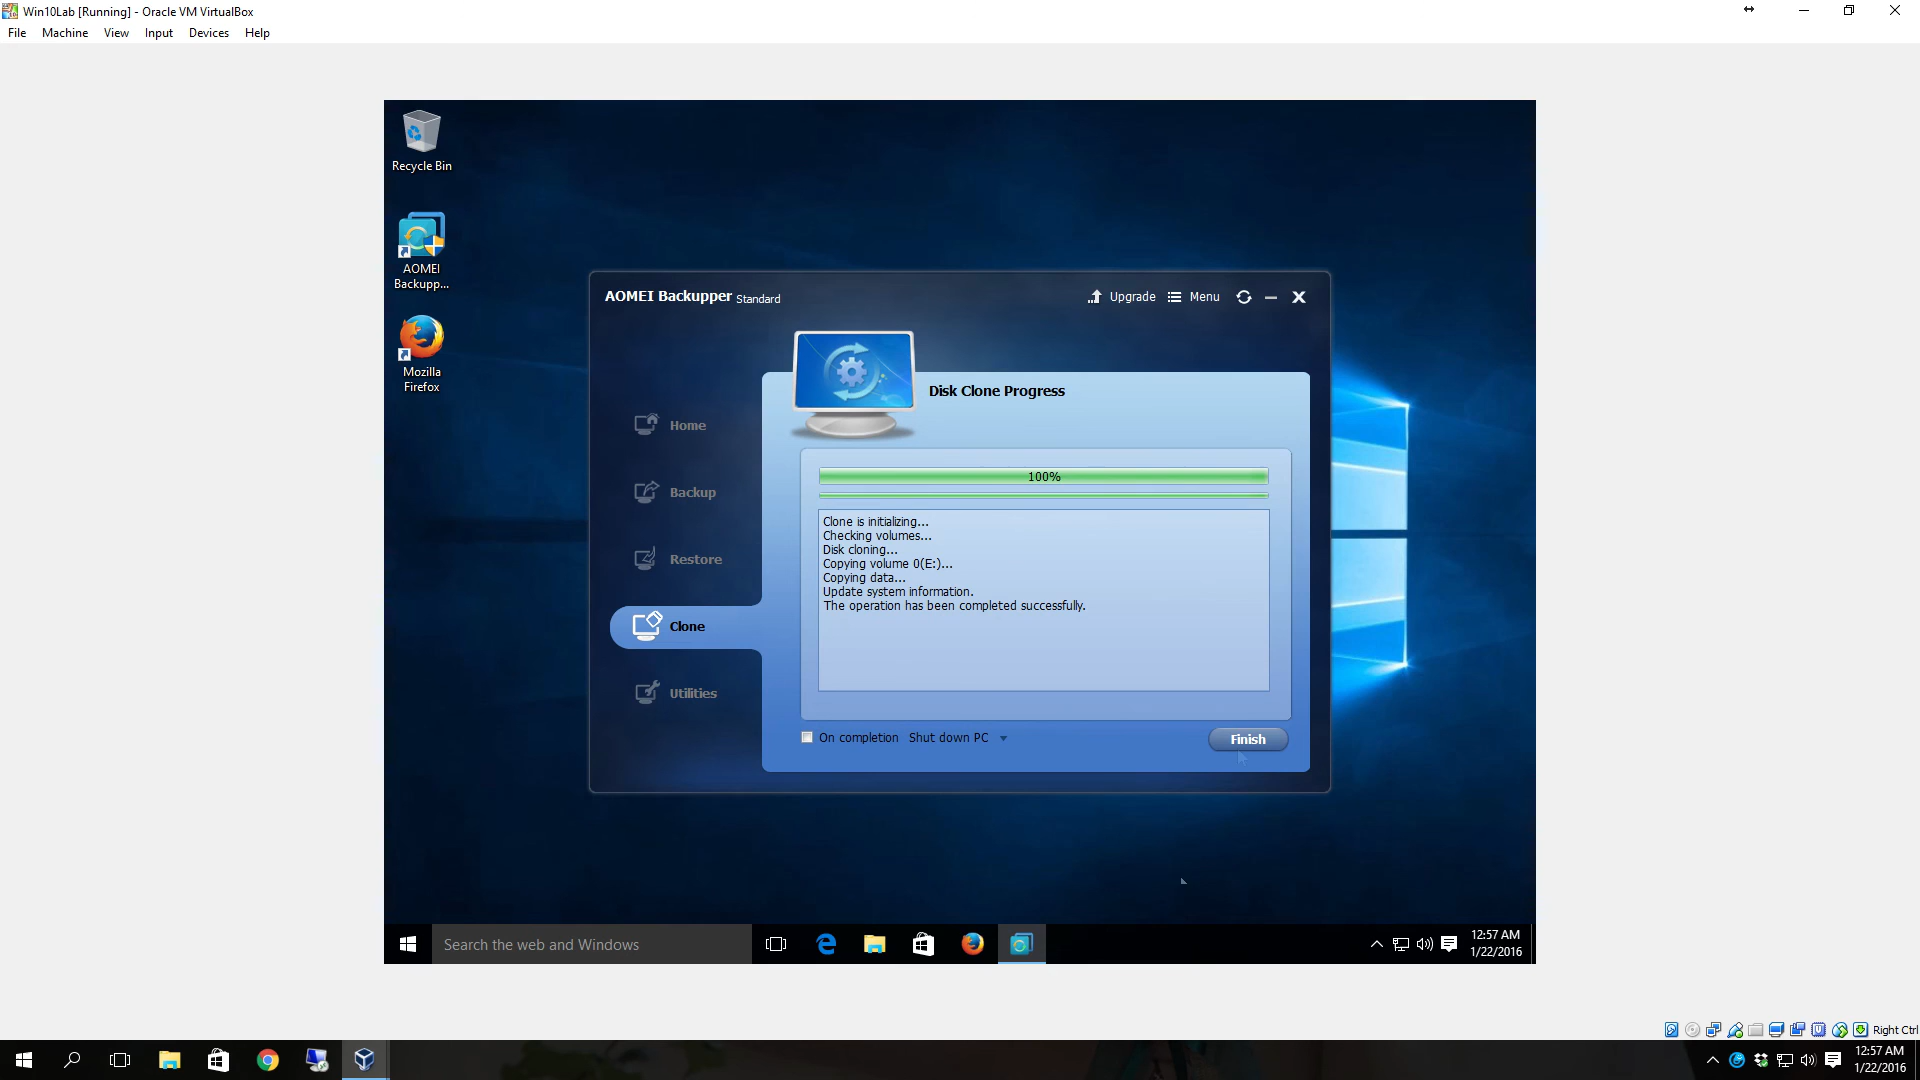 Win10Lab [Running] - Oracle VM VirtualBox
File Machine View Input Devices Help
Recycle Bin
AOMEI
Backupp...
Mozilla
Firefox
AOMEI Backupper Standard
Upgrade Menu
Disk Clone Progress
Home
Backup
Restore
Clone
Utilities
100%
Clone is initializing...
Checking volumes...
Disk cloning...
Copying volume 0(E:)...
Copying data...
Update system information.
The operation has been completed successfully.
On completion Shut down PC
Finish
Search the web and Windows
12:57 AM
1/22/2016
Right Ctrl
12:57 AM
1/22/2016